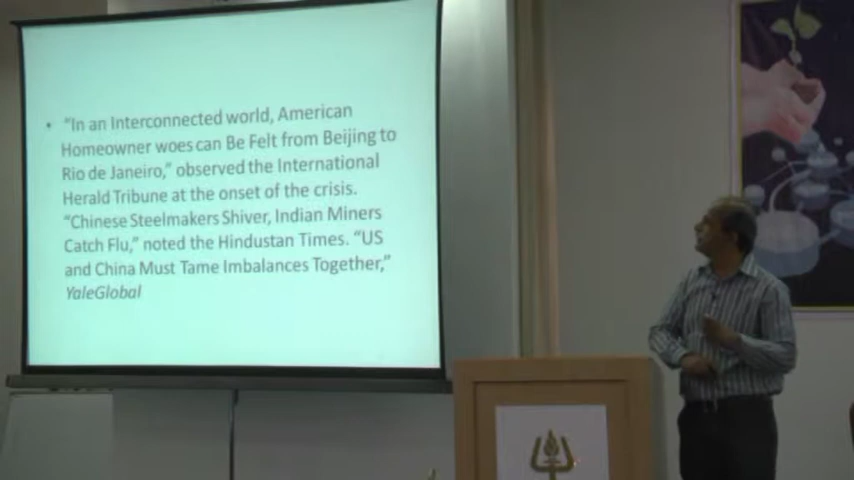 • "In an Interconnected world, American
Homeowner woes can Be Felt from Beijing to
Rio de Janeiro," observed the International
Herald Tribune at the onset of the crisis.
"Chinese Steelmakers Shiver, Indian Miners
Catch Flu," noted the Hindustan Times. "US
and China Must Tame Imbalances Together,"
YaleGlobal